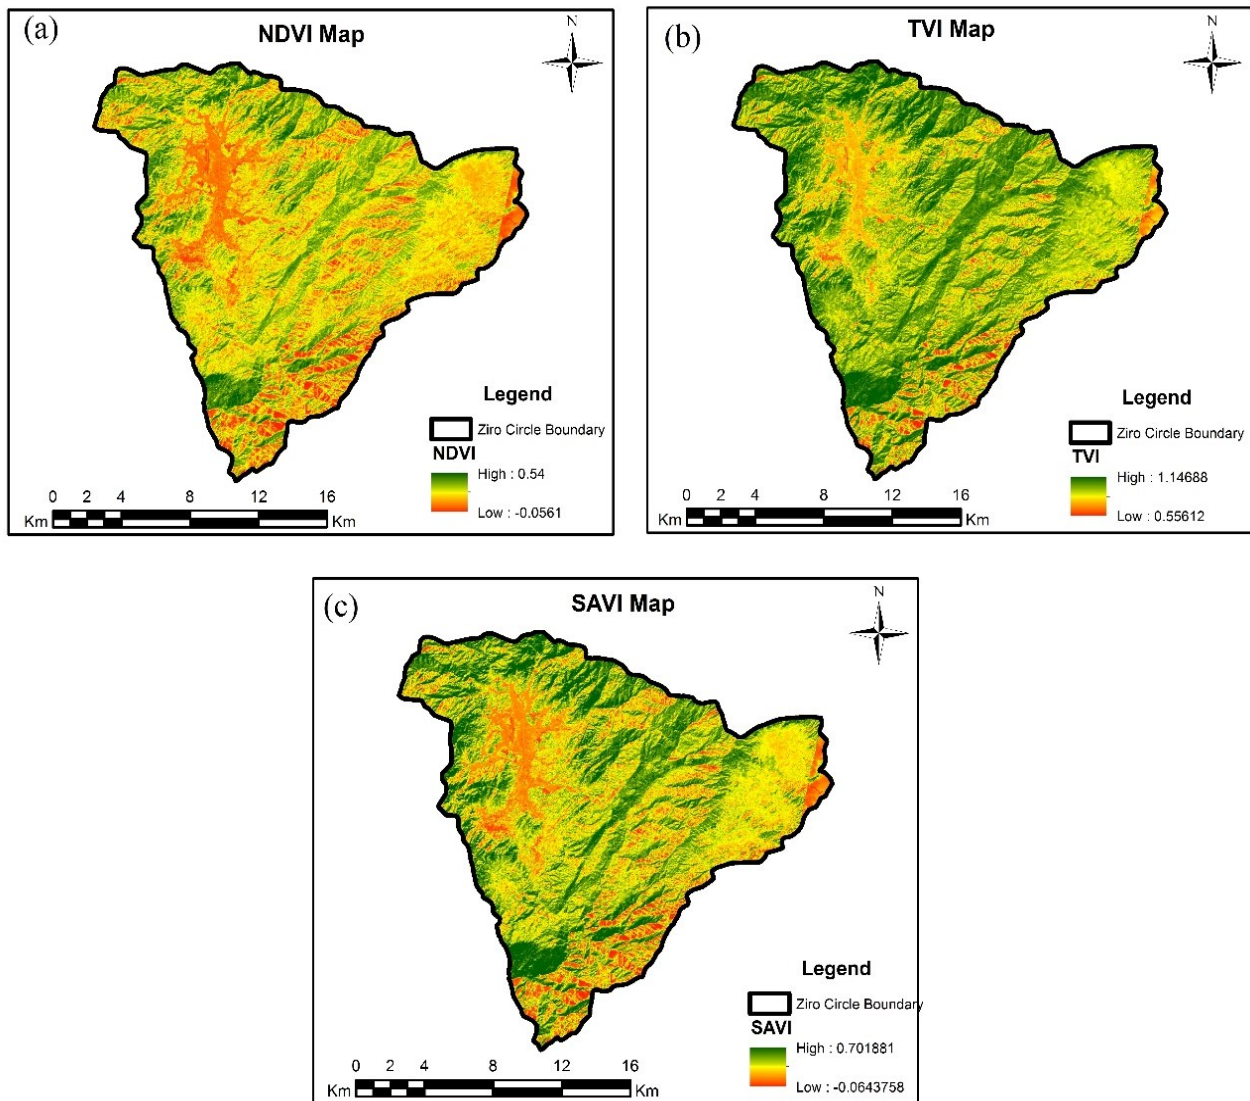 (a)
NDVI Map
N
Legend
Ziro Circle Boundary
NDVI
High : 0.54
Low : -0.0561
0 2 4 8 12 16
Km Km
(b)
TVI Map
N
Legend
Ziro Circle Boundary
TVI
High : 1.14688
Low : 0.55612
0 2 4 8 12 16
Km Km
(c)
SAVI Map
N
Legend
Ziro Circle Boundary
SAVI
High : 0.701881
Low : -0.0643758
0 2 4 8 12 16
Km Km